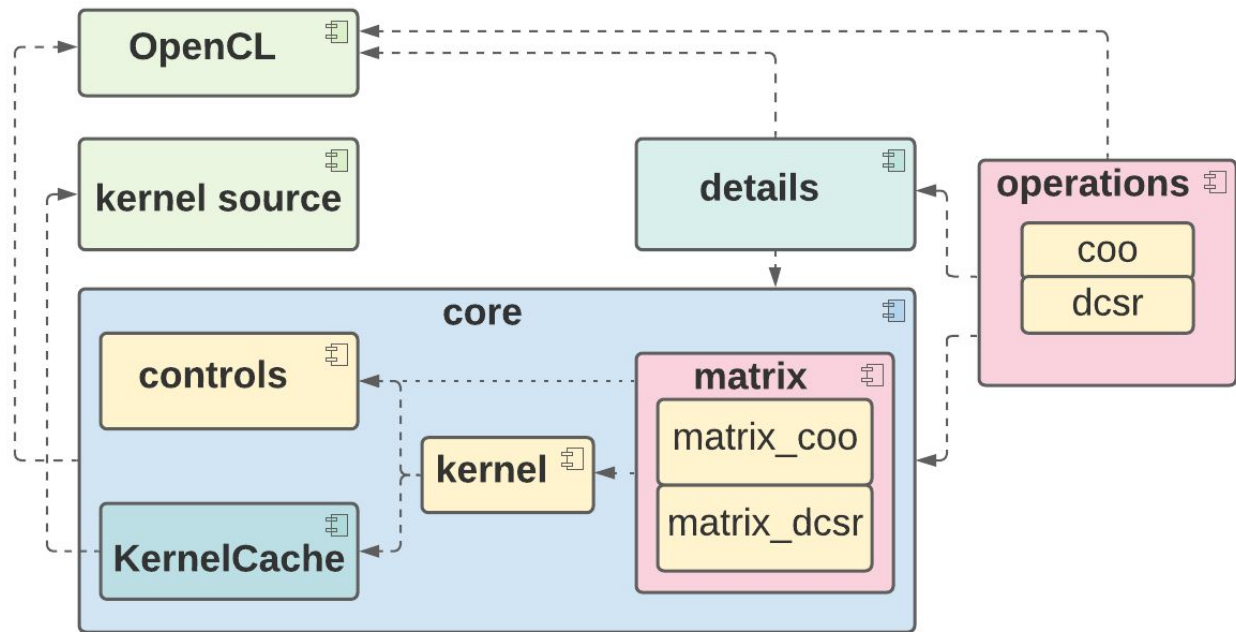 OpenCL
kernel source
details
operations
coo
dcsr
core
controls
matrix
matrix_coo
kernel
matrix_dcsr
KernelCache